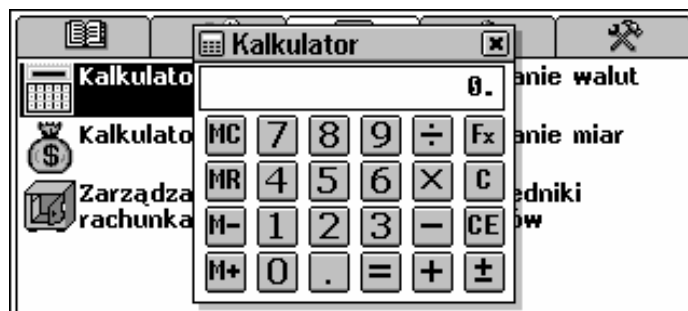 Kalkulator
0.
Kalkulato
anie walut
MC 7 8 9 ÷ Fx
Kalkulato
anie miar
MR 4 5 6 × C
Zarządza
edniki
rachunka
ów
M- 1 2 3 − CE
M+ 0 . = + ±